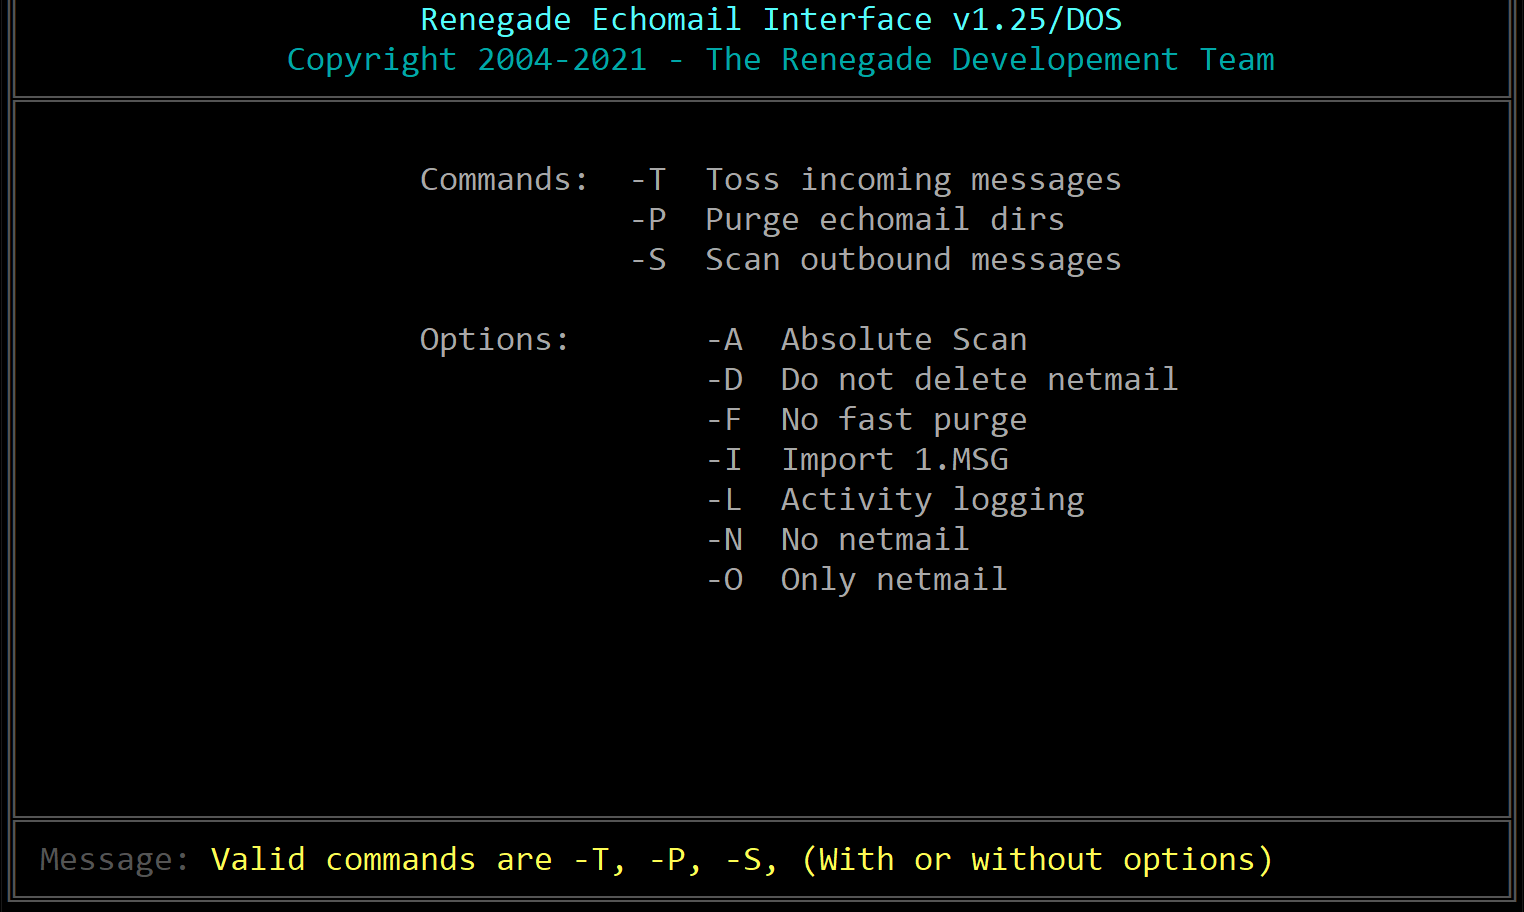 Renegade Echomail Interface v1.25/DOS
Copyright 2004-2021 - The Renegade Developement Team
Commands: -T Toss incoming messages
-P Purge echomail dirs
-S Scan outbound messages
Options: -A Absolute Scan
-D Do not delete netmail
-F No fast purge
-I Import 1.MSG
-L Activity logging
-N No netmail
-O Only netmail
Message: Valid commands are -T, -P, -S, (With or without options)